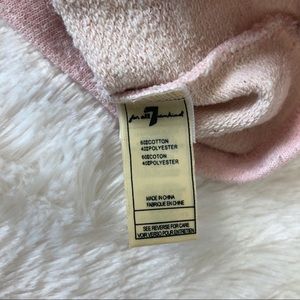 for all 7 mankind
60%COTTON
40%POLYESTER
60%COTON
40%POLYESTER
MADE IN CHINA
FABRIQUE EN CHINE
SEE REVERSE FOR CARE
VOIR VERSO POUR ENTRETIEN